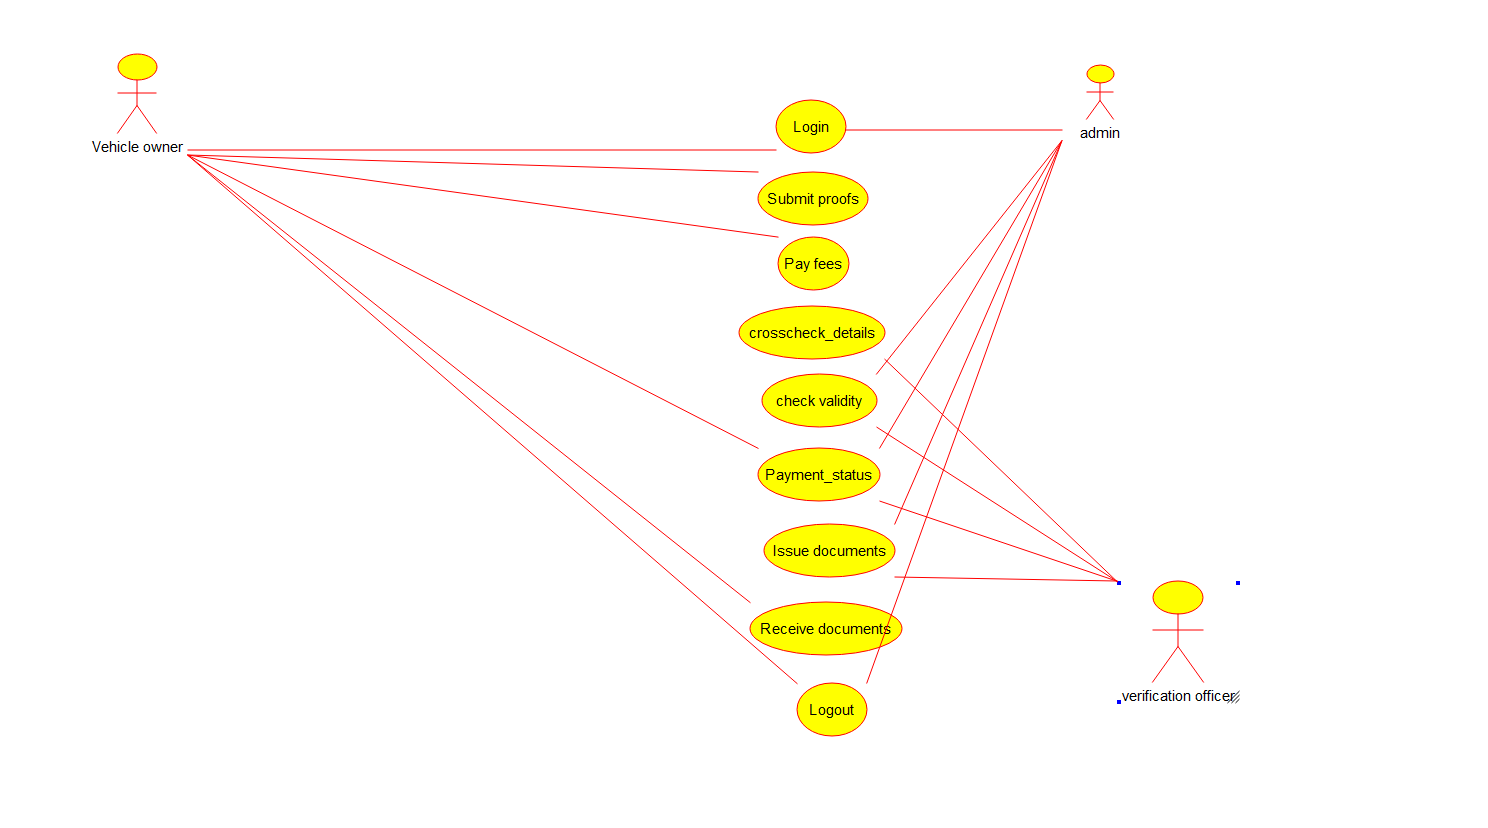 Vehicle owner
admin
Login
Submit proofs
Pay fees
crosscheck_details
check validity
Payment_status
Issue documents
Receive documents
Logout
verification officer